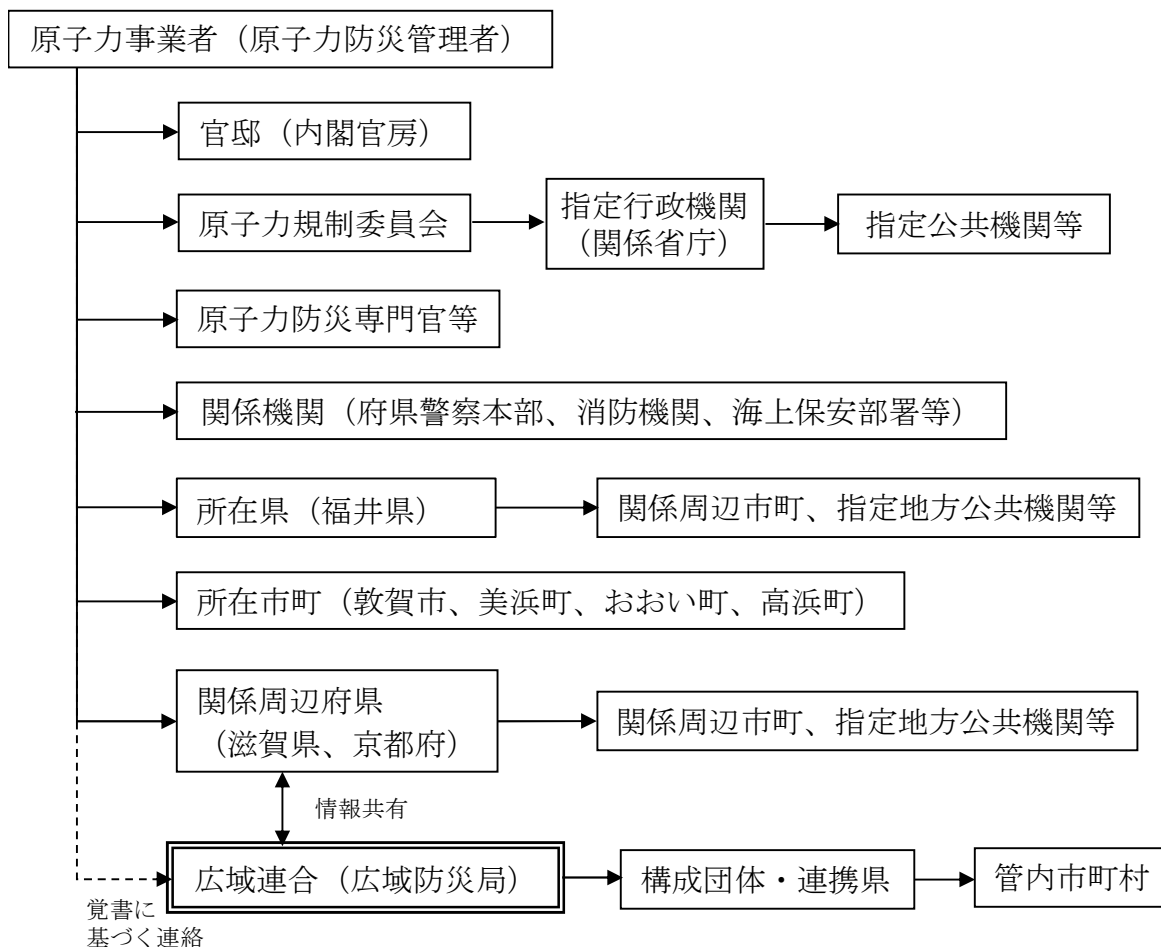 原子力事業者（原子力防災管理者）
官邸（内閣官房）
原子力規制委員会
指定行政機関
（関係省庁）
指定公共機関等
原子力防災専門官等
関係機関（府県警察本部、消防機関、海上保安部署等）
所在県（福井県）
関係周辺市町、指定地方公共機関等
所在市町（敦賀市、美浜町、おおい町、高浜町）
関係周辺府県
（滋賀県、京都府）
関係周辺市町、指定地方公共機関等
情報共有
広域連合（広域防災局）
構成団体・連携県
管内市町村
覚書に
基づく連絡